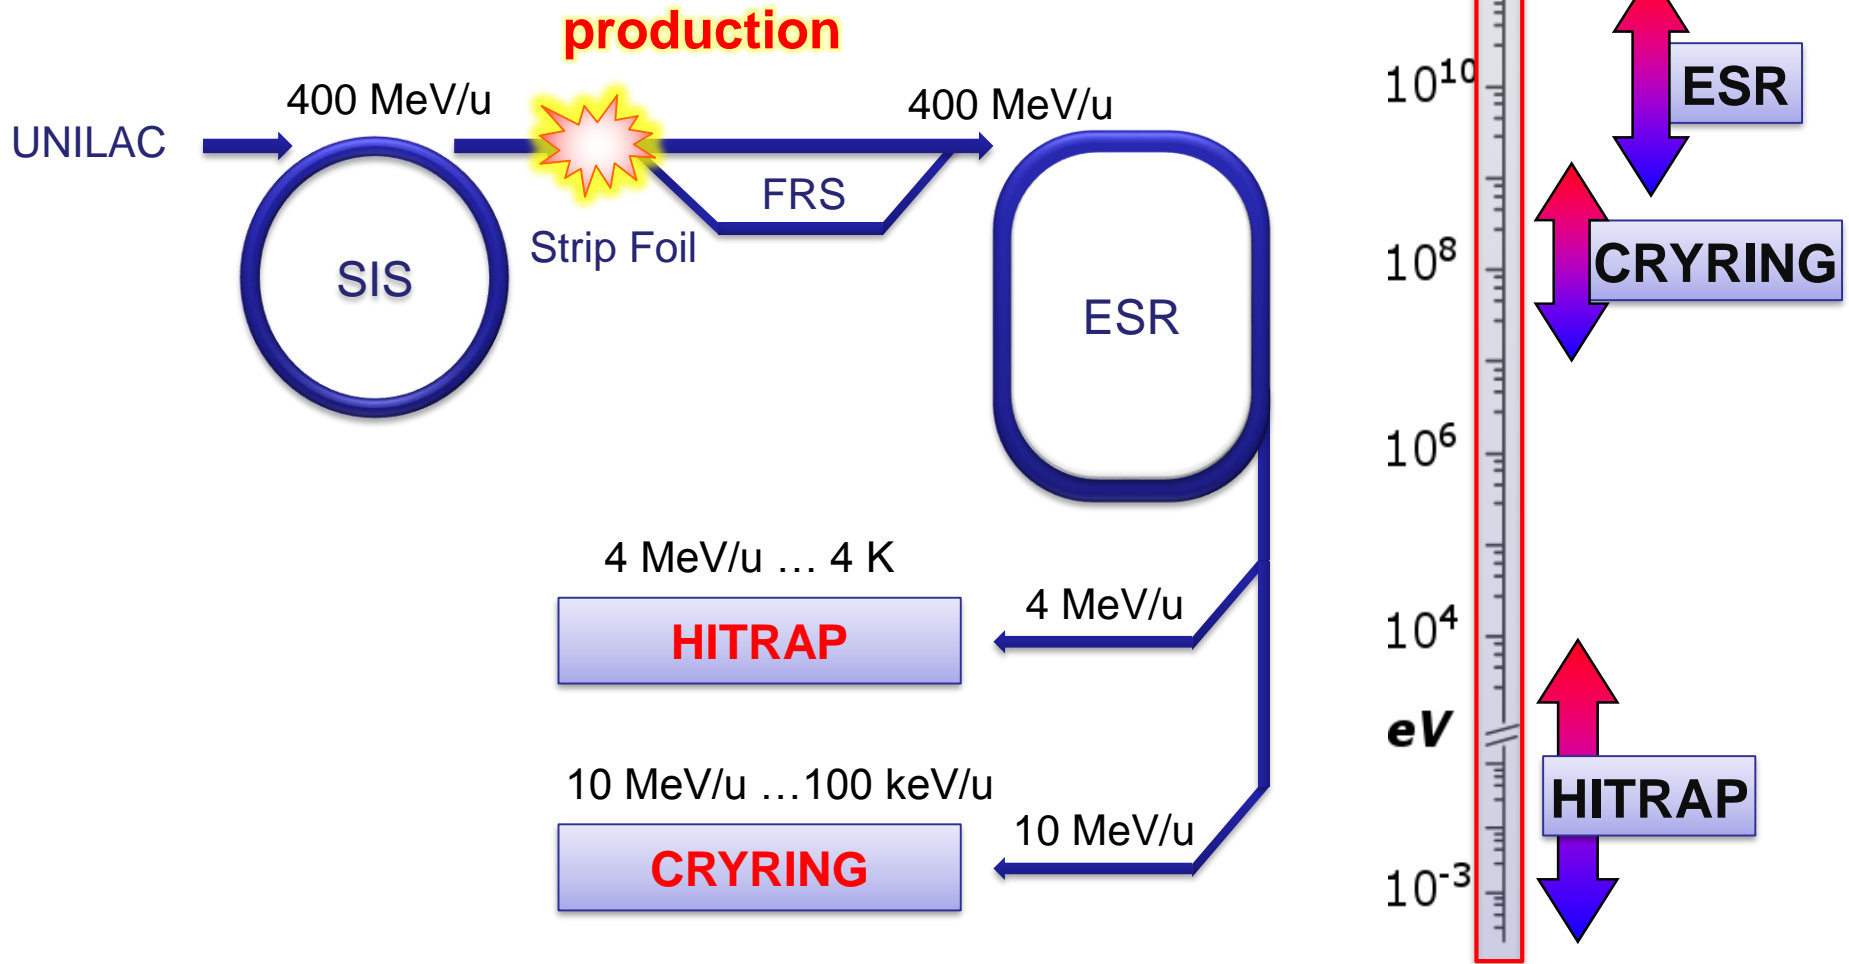 production
400 MeV/u
400 MeV/u
UNILAC
FRS
Strip Foil
SIS
ESR
4 MeV/u … 4 K
HITRAP
4 MeV/u
10 MeV/u …100 keV/u
CRYRING
10 MeV/u
10¹⁰
ESR
10⁸
CRYRING
10⁶
10⁴
eV
HITRAP
10⁻³